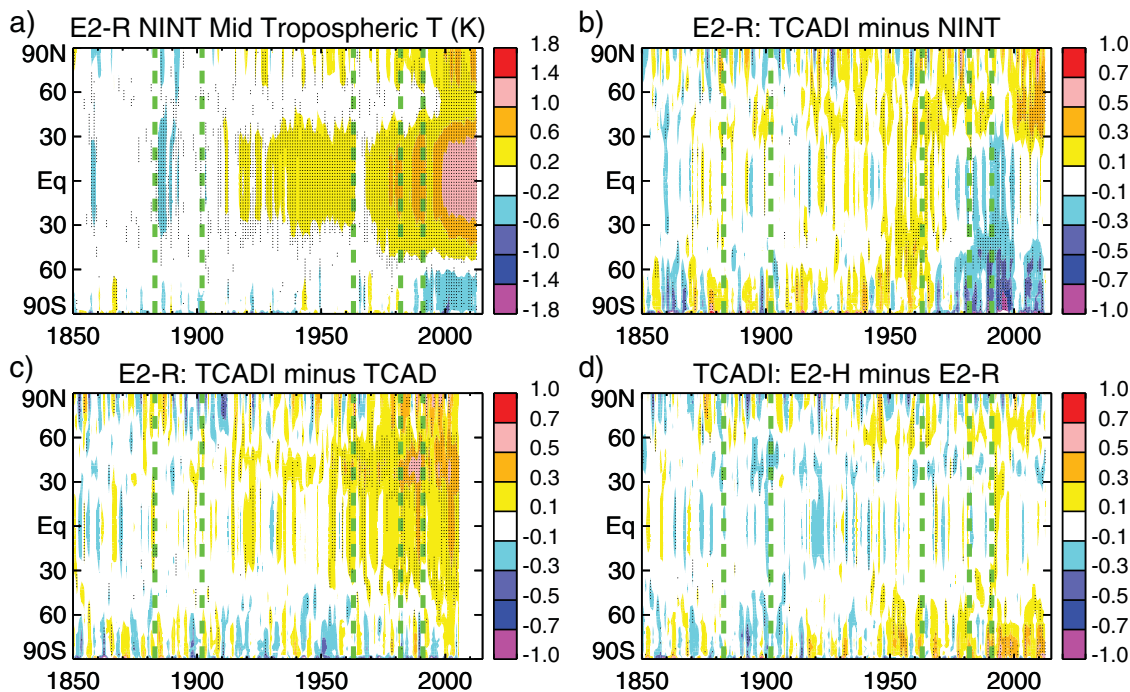 a) E2-R NINT Mid Tropospheric T (K)
90N
60
30
Eq
30
60
90S
1850 1900 1950 2000
1.8
1.4
1.0
0.6
0.2
-0.2
-0.6
-1.0
-1.4
-1.8
b) E2-R: TCADI minus NINT
90N
60
30
Eq
30
60
90S
1850 1900 1950 2000
1.0
0.7
0.5
0.3
0.1
-0.1
-0.3
-0.5
-0.7
-1.0
c) E2-R: TCADI minus TCAD
90N
60
30
Eq
30
60
90S
1850 1900 1950 2000
1.0
0.7
0.5
0.3
0.1
-0.1
-0.3
-0.5
-0.7
-1.0
d) TCADI: E2-H minus E2-R
90N
60
30
Eq
30
60
90S
1850 1900 1950 2000
1.0
0.7
0.5
0.3
0.1
-0.1
-0.3
-0.5
-0.7
-1.0